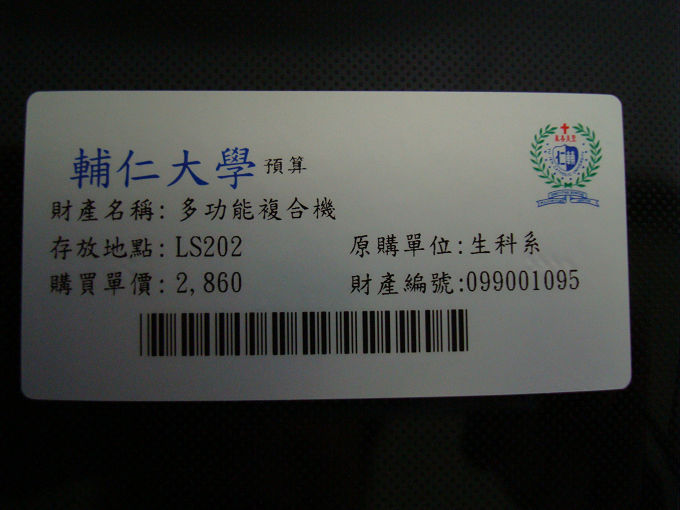 輔仁大學 預算
財產名稱: 多功能複合機
存放地點: LS202 原購單位:生科系
購買單價: 2,860 財產編號:099001095